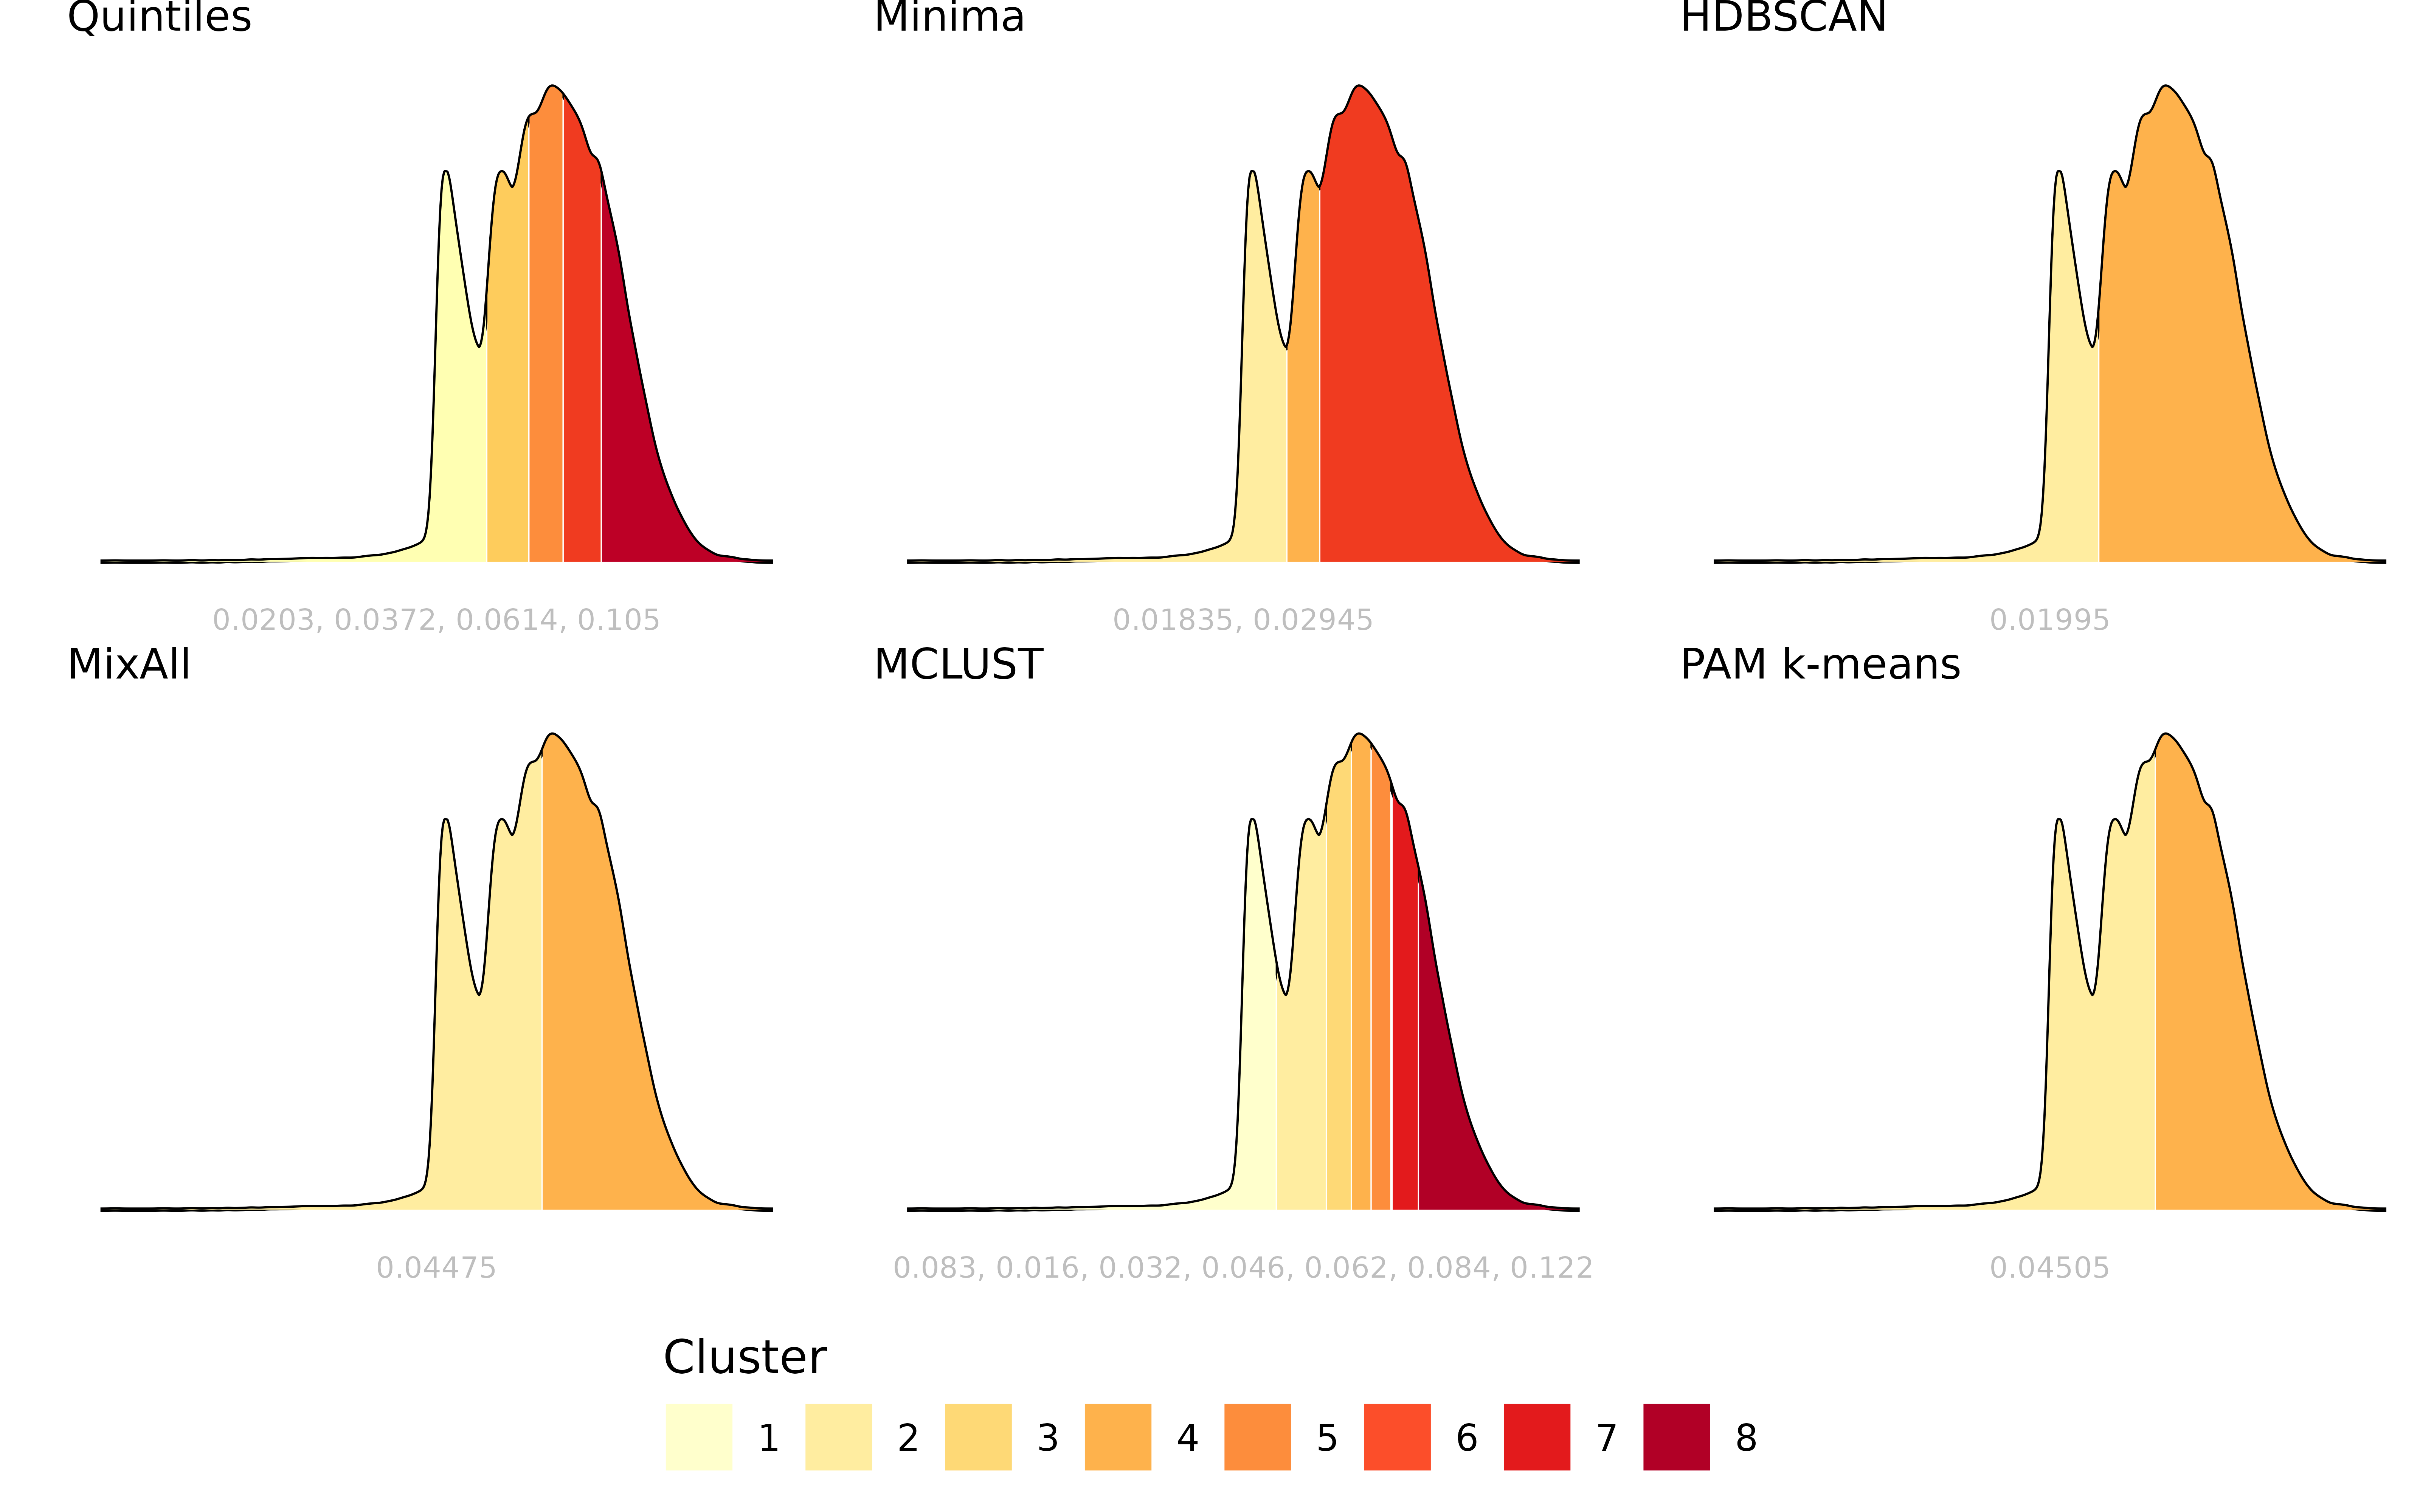 Quintiles
Minima
HDBSCAN
0.0203, 0.0372, 0.0614, 0.105
0.01835, 0.02945
0.01995
MixAll
MCLUST
PAM k-means
0.04475
0.083, 0.016, 0.032, 0.046, 0.062, 0.084, 0.122
0.04505
Cluster
1 2 3 4 5 6 7 8